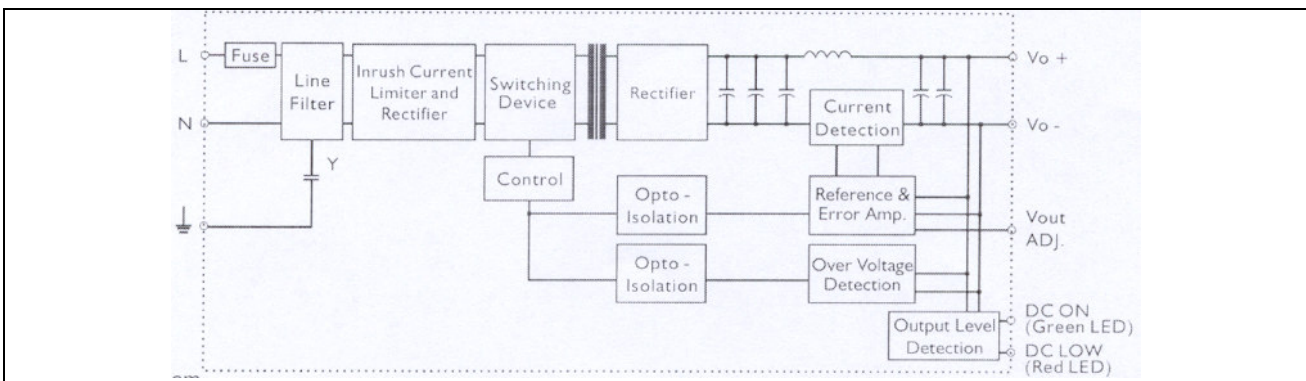 L
Fuse
Line
Filter
Inrush Current
Limiter and
Rectifier
Switching
Device
Rectifier
Current
Detection
Vo +
N
Vo -
Y
Control
Opto -
Isolation
Reference &
Error Amp.
Vout
ADJ.
Opto -
Isolation
Over Voltage
Detection
Output Level
Detection
DC ON
(Green LED)
DC LOW
(Red LED)